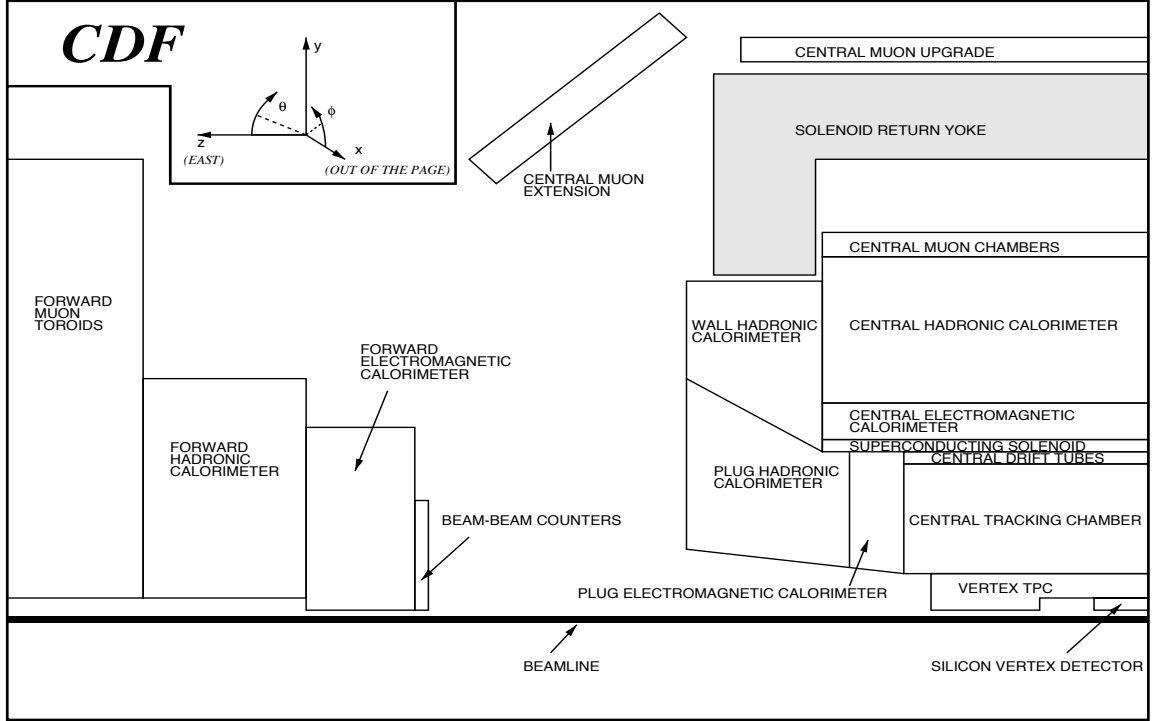 CDF
y
θ
ϕ
z
(EAST)
x
(OUT OF THE PAGE)
CENTRAL MUON UPGRADE
SOLENOID RETURN YOKE
CENTRAL MUON
EXTENSION
CENTRAL MUON CHAMBERS
FORWARD
MUON
TOROIDS
WALL HADRONIC
CALORIMETER
CENTRAL HADRONIC CALORIMETER
FORWARD
ELECTROMAGNETIC
CALORIMETER
CENTRAL ELECTROMAGNETIC
CALORIMETER
SUPERCONDUCTING SOLENOID
CENTRAL DRIFT TUBES
FORWARD
HADRONIC
CALORIMETER
PLUG HADRONIC
CALORIMETER
BEAM-BEAM COUNTERS
CENTRAL TRACKING CHAMBER
PLUG ELECTROMAGNETIC CALORIMETER
VERTEX TPC
BEAMLINE
SILICON VERTEX DETECTOR